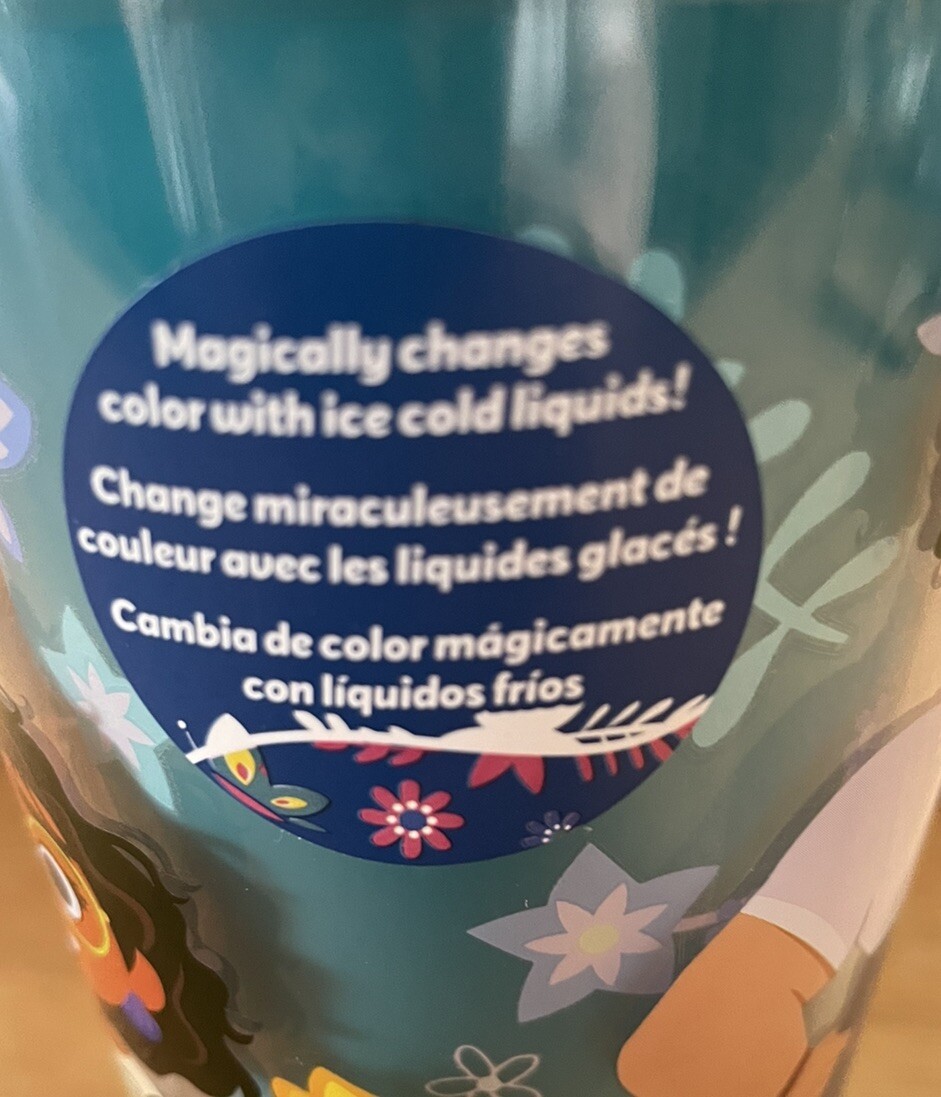 Magically changes
color with ice cold liquids!
Change miraculeusement de
couleur avec les liquides glacés !
Cambia de color mágicamente
con líquidos fríos